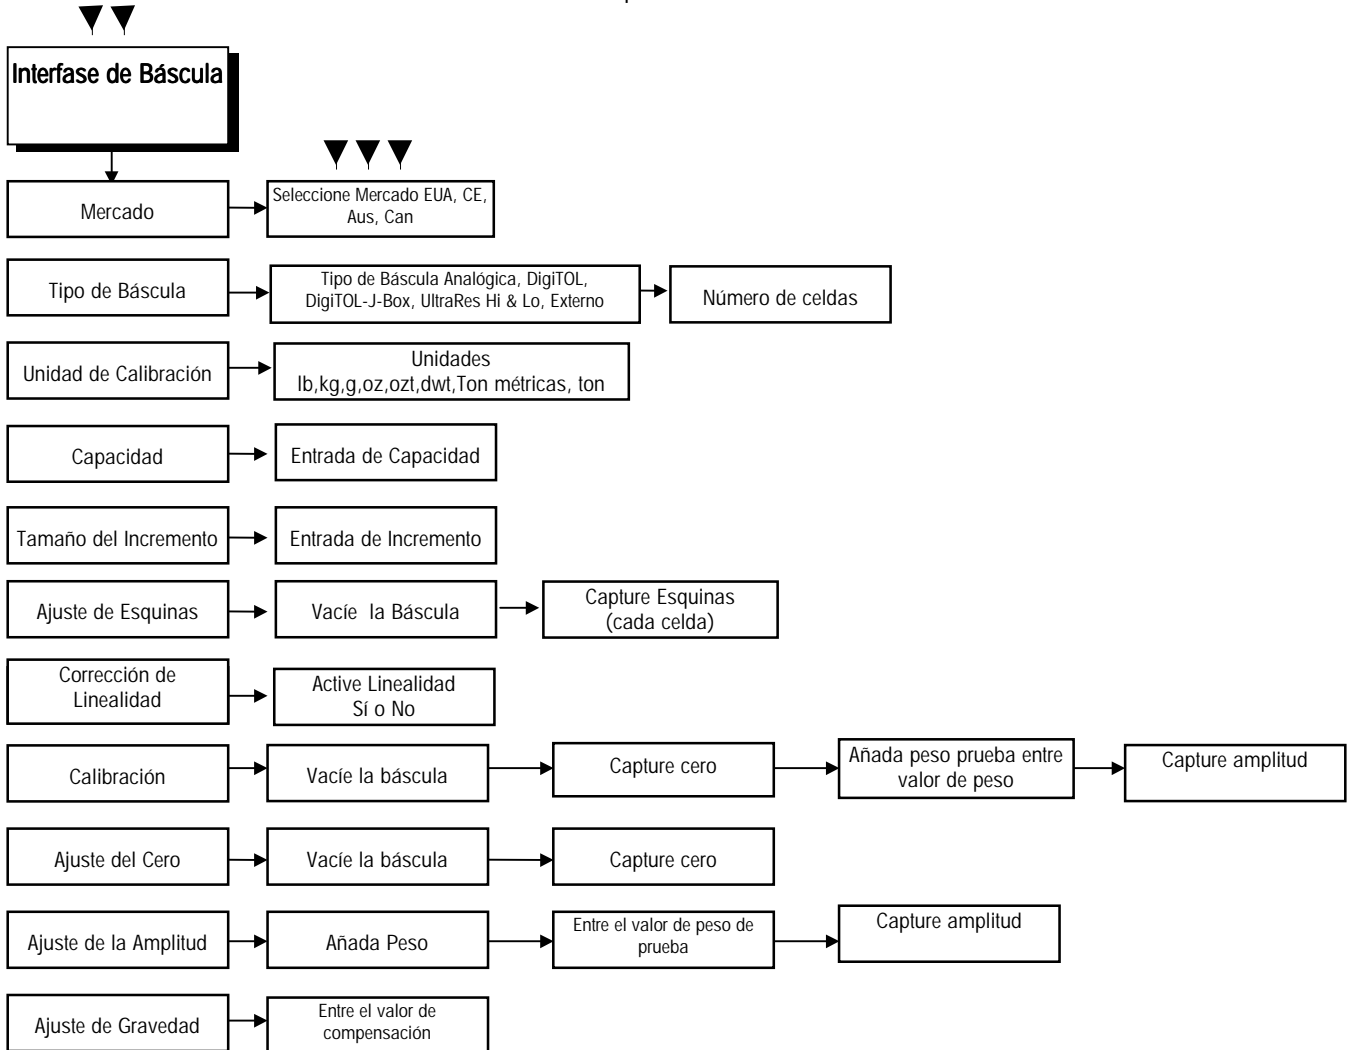 Interfase de Báscula
Mercado
Seleccione Mercado EUA, CE,
Aus, Can
Tipo de Báscula
Tipo de Báscula Analógica, DigiTOL,
DigiTOL-J-Box, UltraRes Hi & Lo, Externo
Número de celdas
Unidad de Calibración
Unidades
lb,kg,g,oz,ozt,dwt,Ton métricas, ton
Capacidad
Entrada de Capacidad
Tamaño del Incremento
Entrada de Incremento
Ajuste de Esquinas
Vacíe la Báscula
Capture Esquinas
(cada celda)
Corrección de
Linealidad
Active Linealidad
Sí o No
Calibración
Vacíe la báscula
Capture cero
Añada peso prueba entre
valor de peso
Capture amplitud
Ajuste del Cero
Vacíe la báscula
Capture cero
Ajuste de la Amplitud
Añada Peso
Entre el valor de peso de
prueba
Capture amplitud
Ajuste de Gravedad
Entre el valor de
compensación